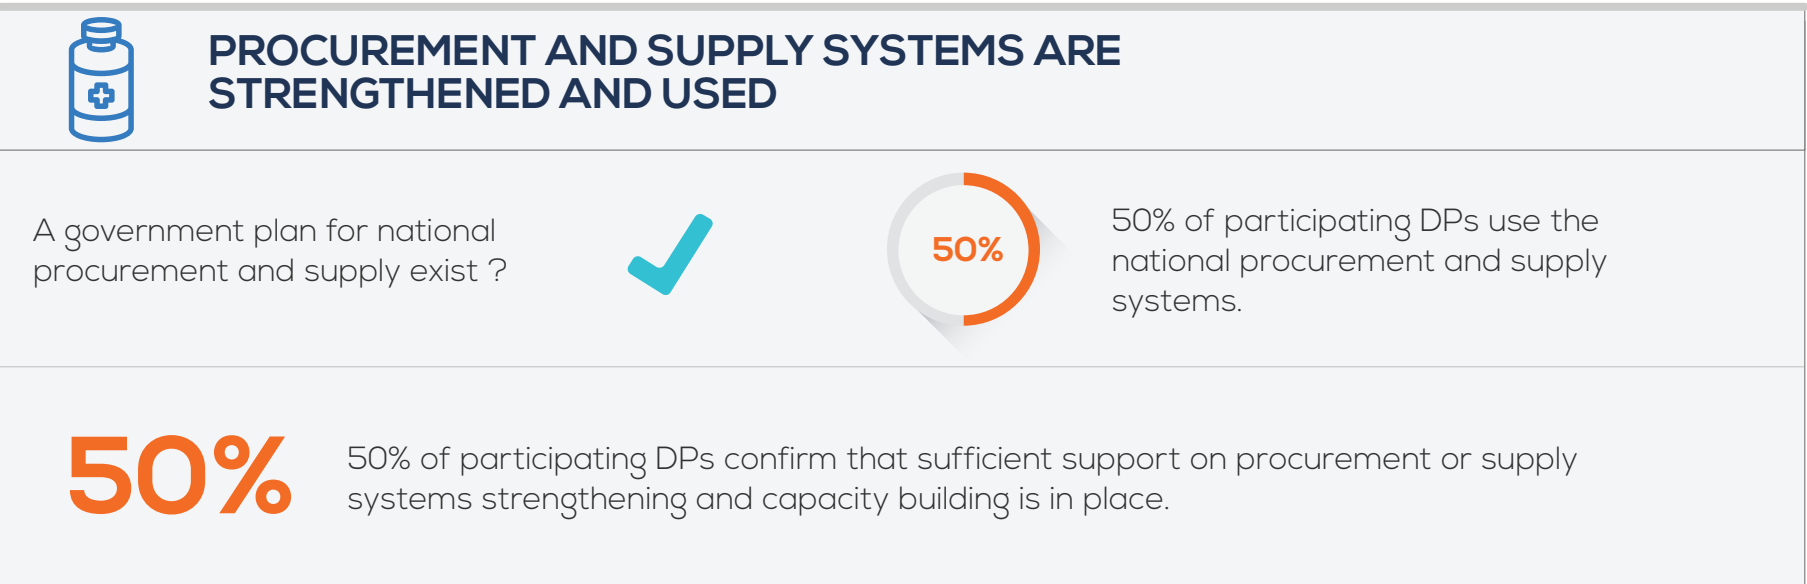 PROCUREMENT AND SUPPLY SYSTEMS ARE
STRENGTHENED AND USED
A government plan for national
procurement and supply exist ?
50%
50% of participating DPs use the
national procurement and supply
systems.
50%
50% of participating DPs confirm that sufficient support on procurement or supply
systems strengthening and capacity building is in place.